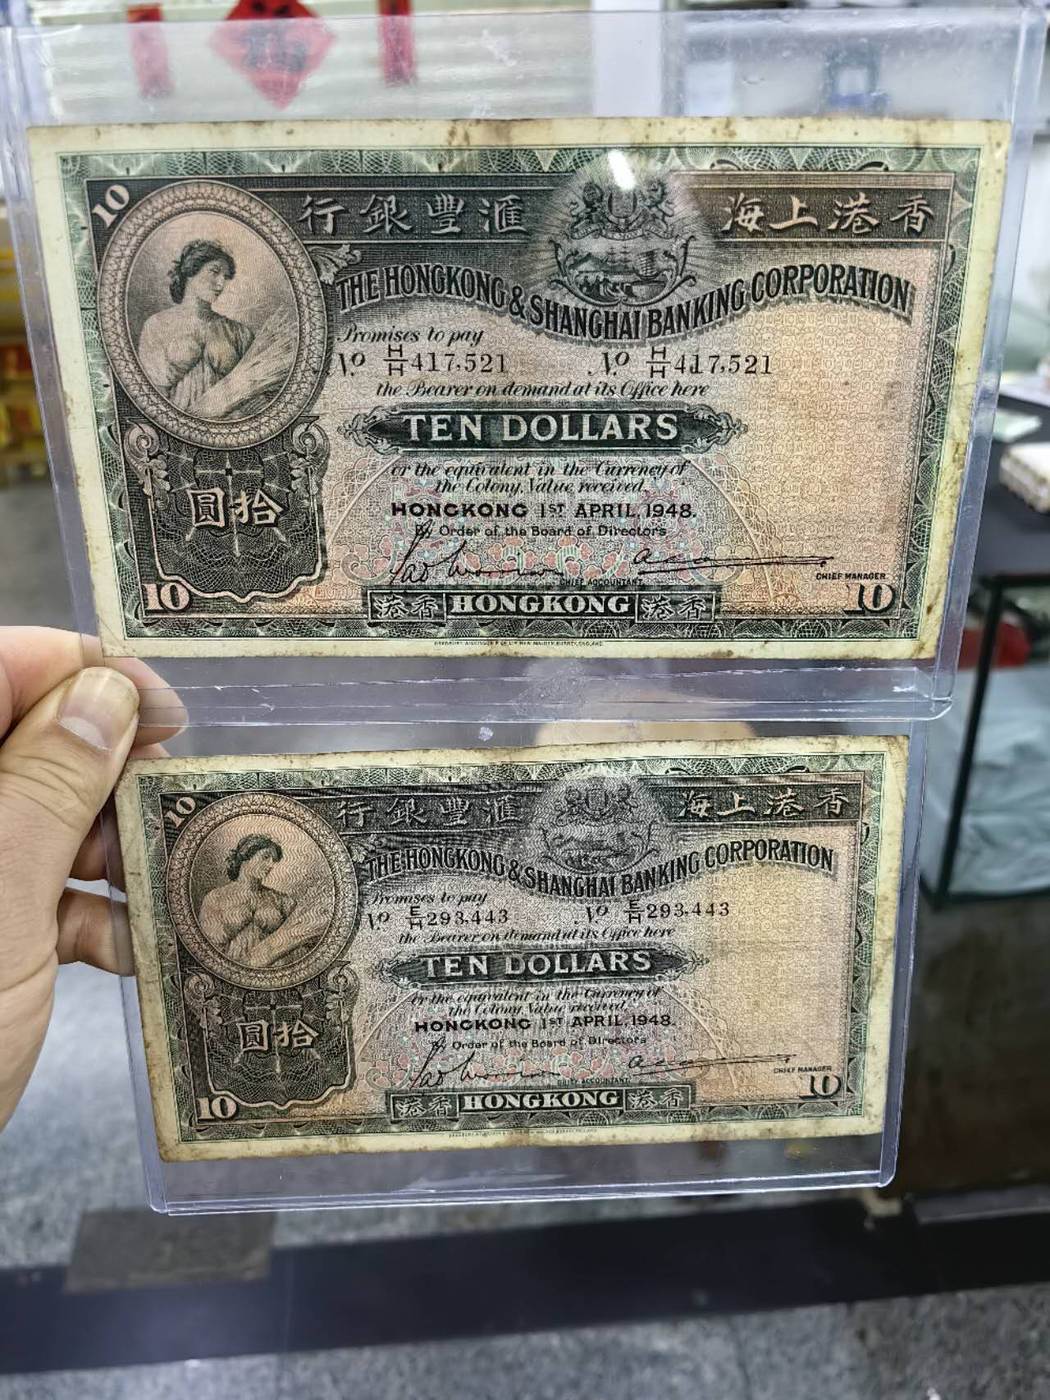 10
行銀豐滙
海上港香
THE HONGKONG & SHANGHAI BANKING CORPORATION
Promises to pay
No H/H 417,521 No H/H 417,521
the Bearer on demand at its Office here
TEN DOLLARS
or the equivalent in the Currency of
the Colony, Value received
圓拾
HONGKONG 1ST APRIL 1948.
By Order of the Board of Directors
CHIEF ACCOUNTANT
CHIEF MANAGER
10
港香 HONGKONG 港香
10
10
行銀豐滙
海上港香
THE HONGKONG & SHANGHAI BANKING CORPORATION
Promises to pay
No E/H 293,443 No E/H 293,443
the Bearer on demand at its Office here
TEN DOLLARS
or the equivalent in the Currency of
the Colony, Value received
圓拾
HONGKONG 1ST APRIL 1948.
By Order of the Board of Directors
CHIEF ACCOUNTANT
CHIEF MANAGER
10
港香 HONGKONG 港香
10